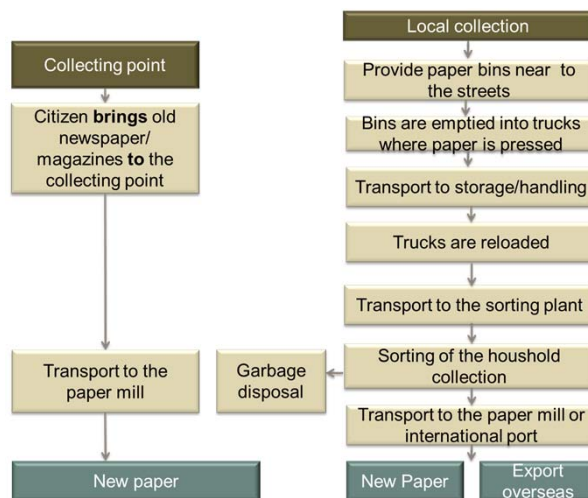 Collecting point
Citizen brings old
newspaper/
magazines to the
collecting point
Transport to the
paper mill
New paper
Local collection
Provide paper bins near to
the streets
Bins are emptied into trucks
where paper is pressed
Transport to storage/handling
Trucks are reloaded
Transport to the sorting plant
Sorting of the houshold
collection
Garbage
disposal
Transport to the paper mill or
international port
New Paper
Export
overseas